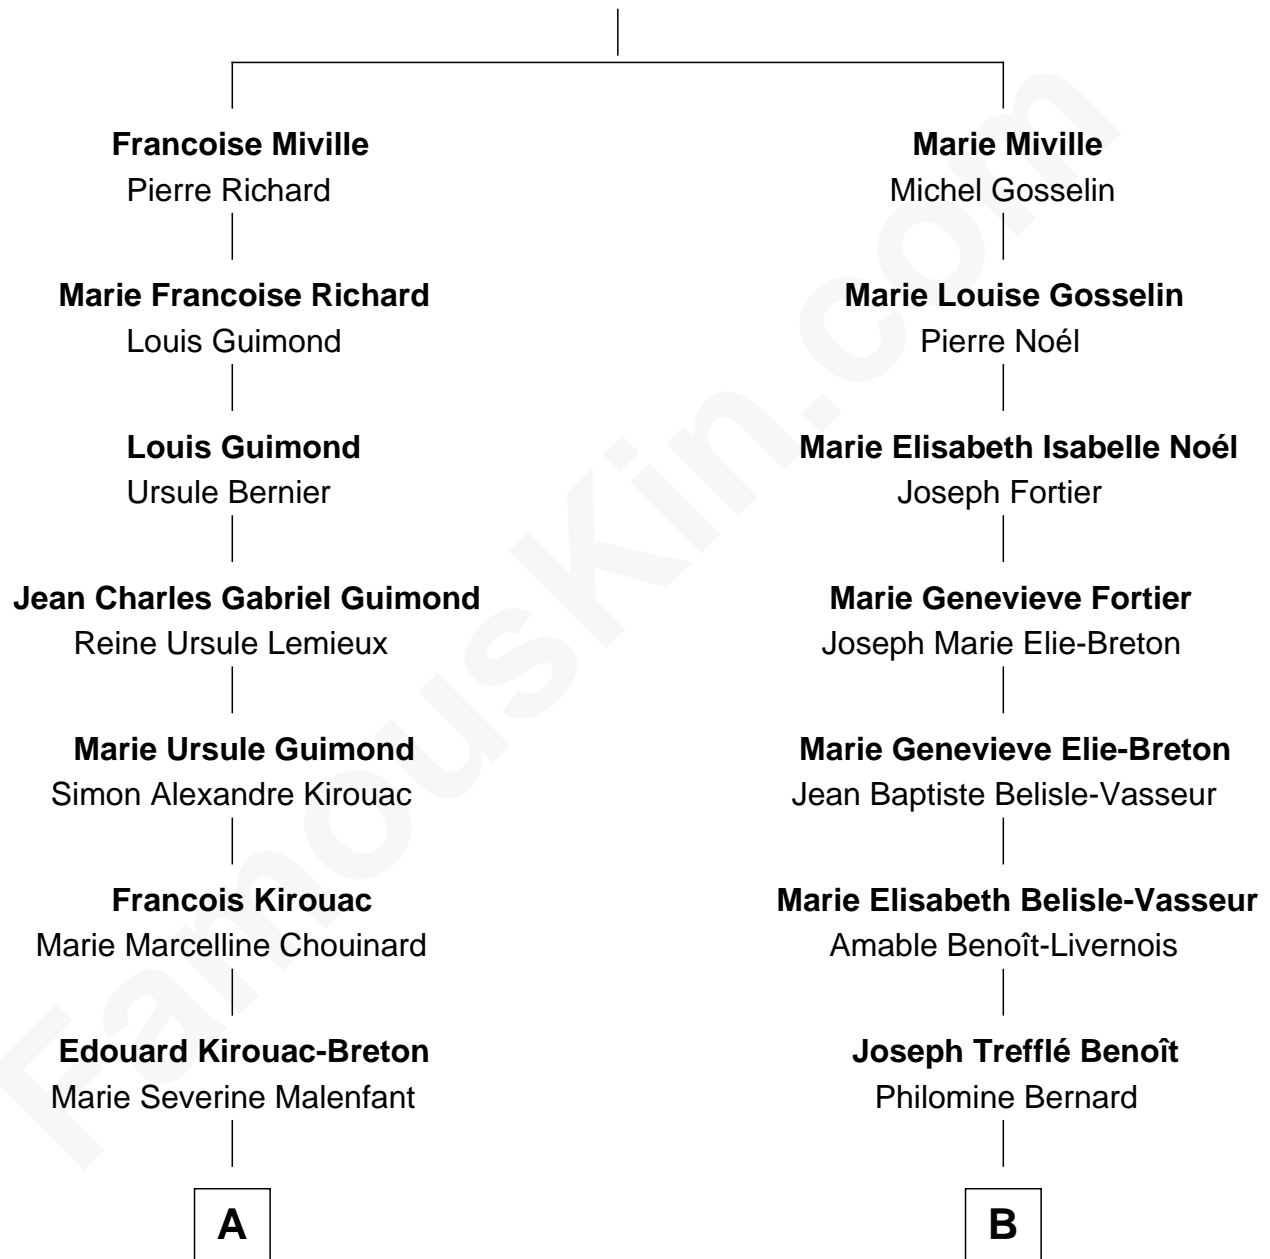 Francoise Miville
Pierre Richard
Marie Francoise Richard
Louis Guimond
Louis Guimond
Ursule Bernier
Jean Charles Gabriel Guimond
Reine Ursule Lemieux
Marie Ursule Guimond
Simon Alexandre Kirouac
Francois Kirouac
Marie Marcelline Chouinard
Edouard Kirouac-Breton
Marie Severine Malenfant
A
Marie Miville
Michel Gosselin
Marie Louise Gosselin
Pierre Noél
Marie Elisabeth Isabelle Noél
Joseph Fortier
Marie Genevieve Fortier
Joseph Marie Elie-Breton
Marie Genevieve Elie-Breton
Jean Baptiste Belisle-Vasseur
Marie Elisabeth Belisle-Vasseur
Amable Benoît-Livernois
Joseph Trefflé Benoît
Philomine Bernard
B
FamousKin.com